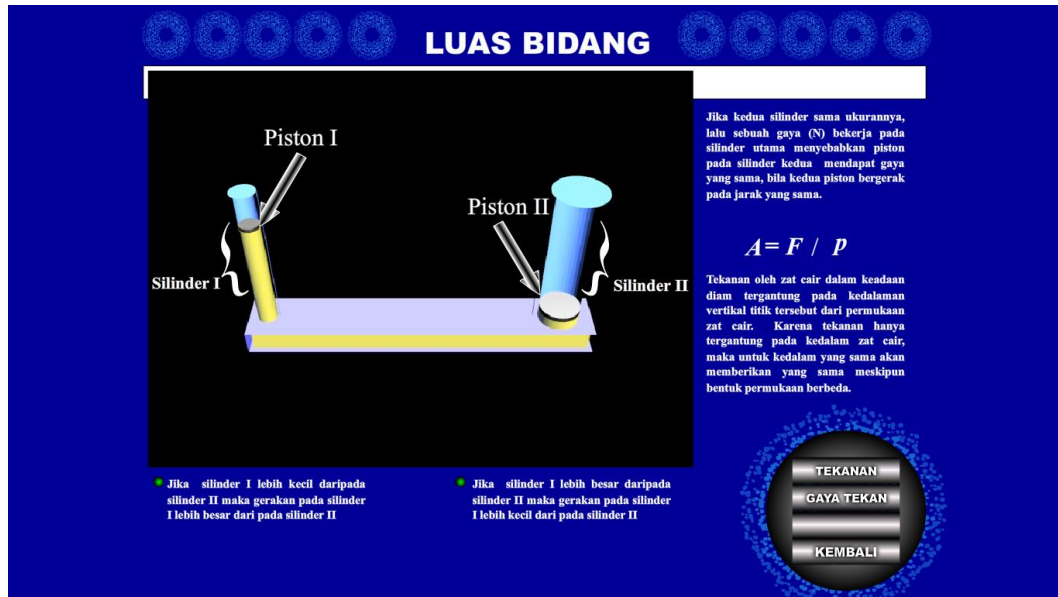 LUAS BIDANG
Piston I
Piston II
Silinder I
Silinder II
Jika kedua silinder sama ukurannya,
lalu sebuah gaya (N) bekerja pada
silinder utama menyebabkan piston
pada silinder kedua mendapat gaya
yang sama, bila kedua piston bergerak
pada jarak yang sama.
A = F / p
Tekanan oleh zat cair dalam keadaan
diam tergantung pada kedalaman
vertikal titik tersebut dari permukaan
zat cair. Karena tekanan hanya
tergantung pada kedalam zat cair,
maka untuk kedalam yang sama akan
memberikan yang sama meskipun
bentuk permukaan berbeda.
Jika silinder I lebih kecil daripada
silinder II maka gerakan pada silinder
I lebih besar dari pada silinder II
Jika silinder I lebih besar daripada
silinder II maka gerakan pada silinder
I lebih kecil dari pada silinder II
TEKANAN
GAYA TEKAN
KEMBALI